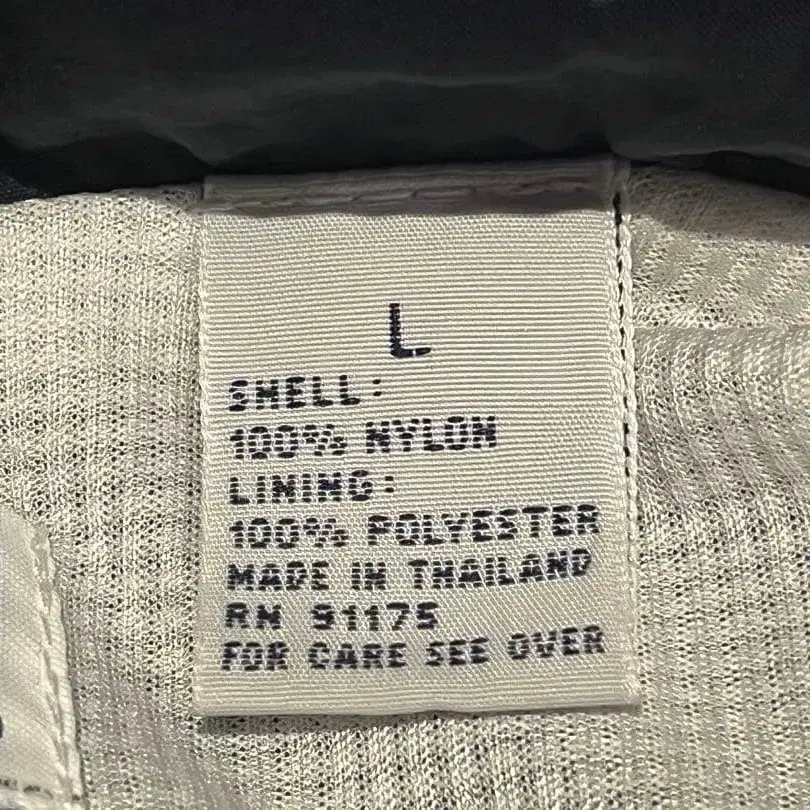 L
SHELL:
100% NYLON
LINING:
100% POLYESTER
MADE IN THAILAND
RN 91175
FOR CARE SEE OVER